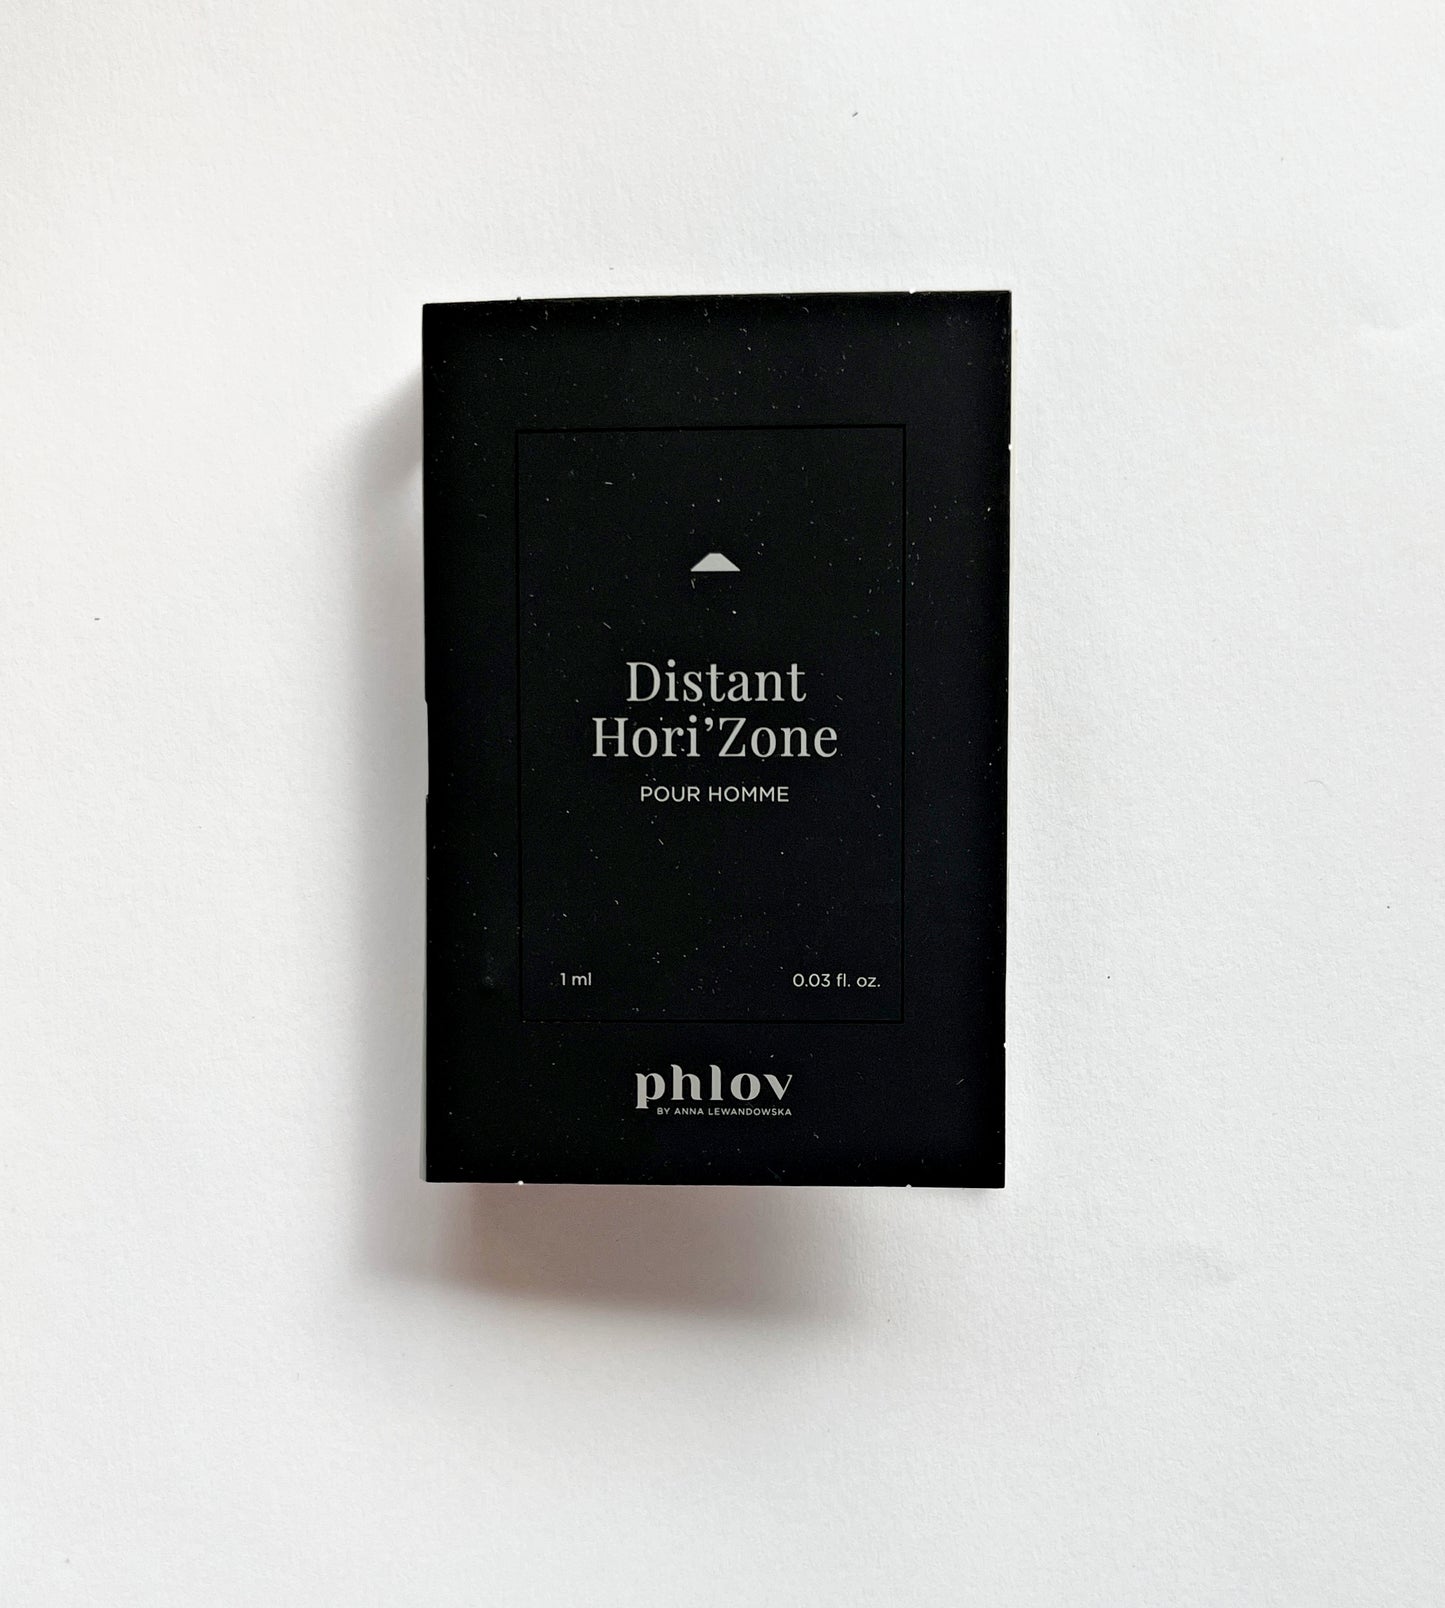 Distant
Hori’Zone
POUR HOMME
1 ml 0.03 fl. oz.
phlov
BY ANNA LEWANDOWSKA